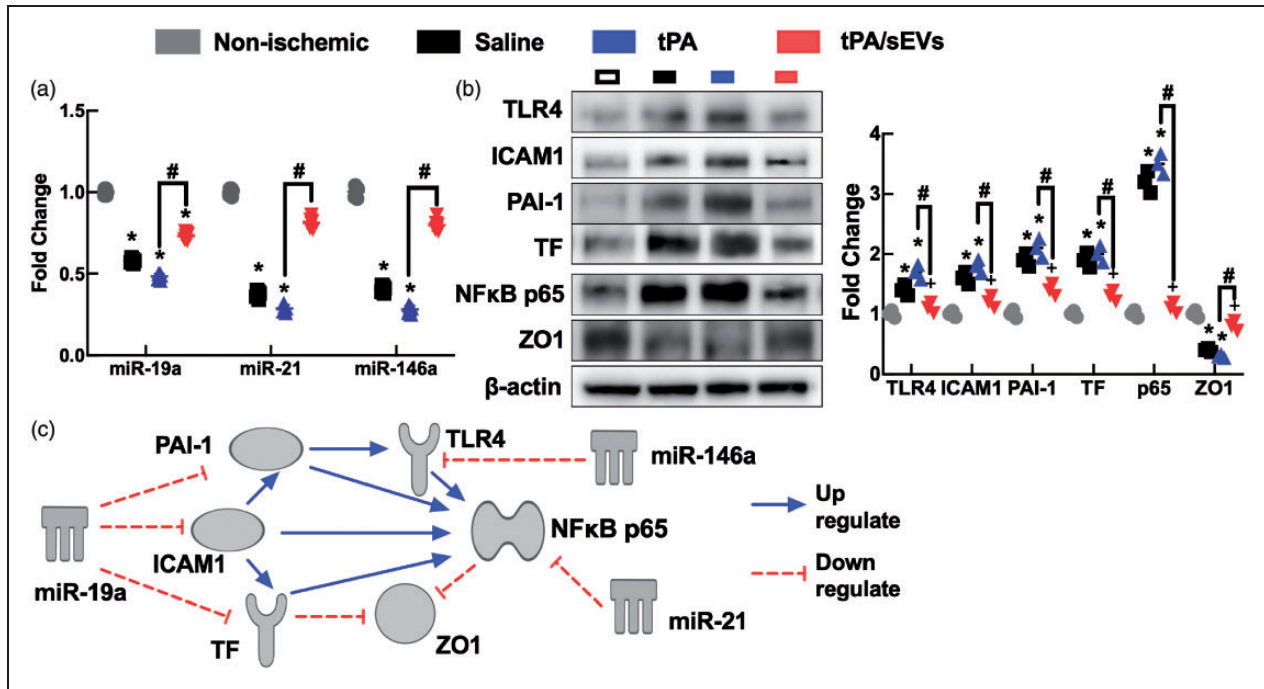 Non-ischemic Saline tPA tPA/sEVs
(a)
Fold Change
1.5
1.0
0.5
0.0
* * * # * * # * * #
miR-19a miR-21 miR-146a
(b)
TLR4
ICAM1
PAI-1
TF
NFκB p65
ZO1
β-actin
Fold Change
4
3
2
1
0
* * # +
* * # +
* * # +
* * # +
* * # +
* * # +
TLR4 ICAM1 PAI-1 TF p65 ZO1
(c)
PAI-1
TLR4
miR-146a
ICAM1
miR-19a
NFκB p65
TF
ZO1
miR-21
Up
regulate
Down
regulate